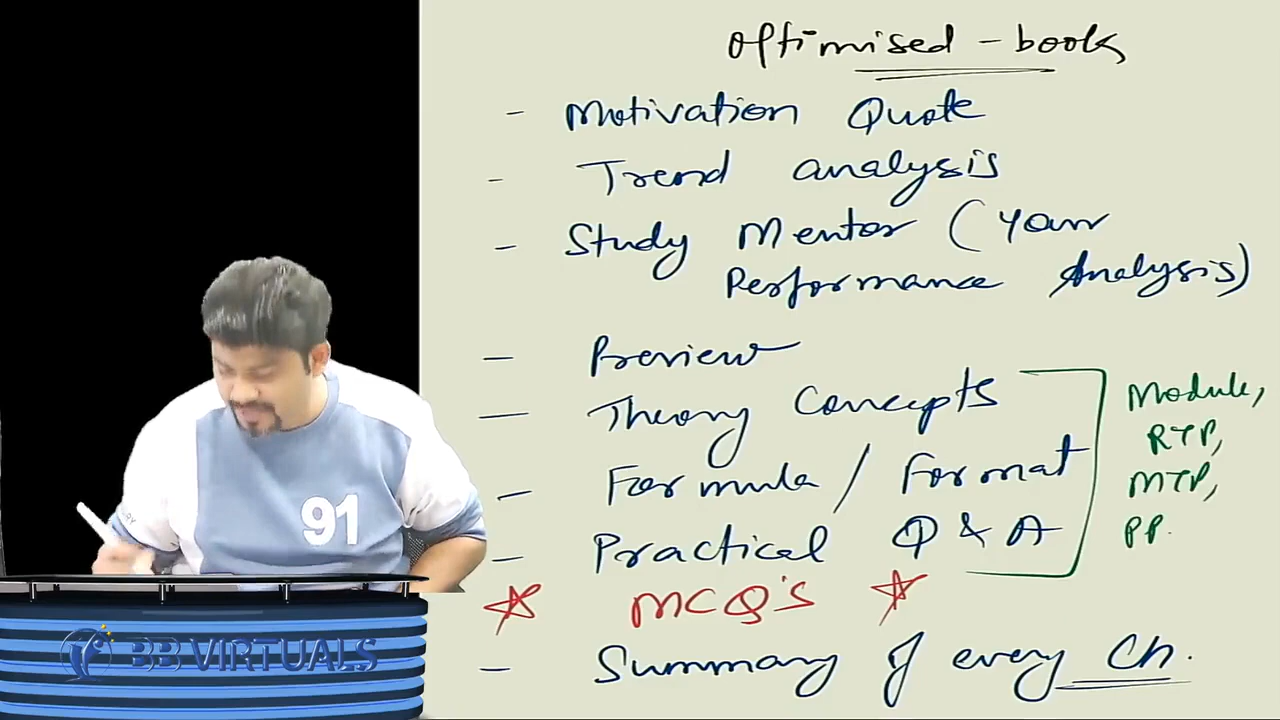 Optimised - book
- Motivation Quote
- Trend analysis
- Study Mentor (Your
Performance Analysis)
- Preview
- Theory Concepts
- Formula / Format
- Practical Q & A
Module,
RTP,
MTP,
PP.
MCQ'S
- Summary of every Ch.
91
BB VIRTUALS